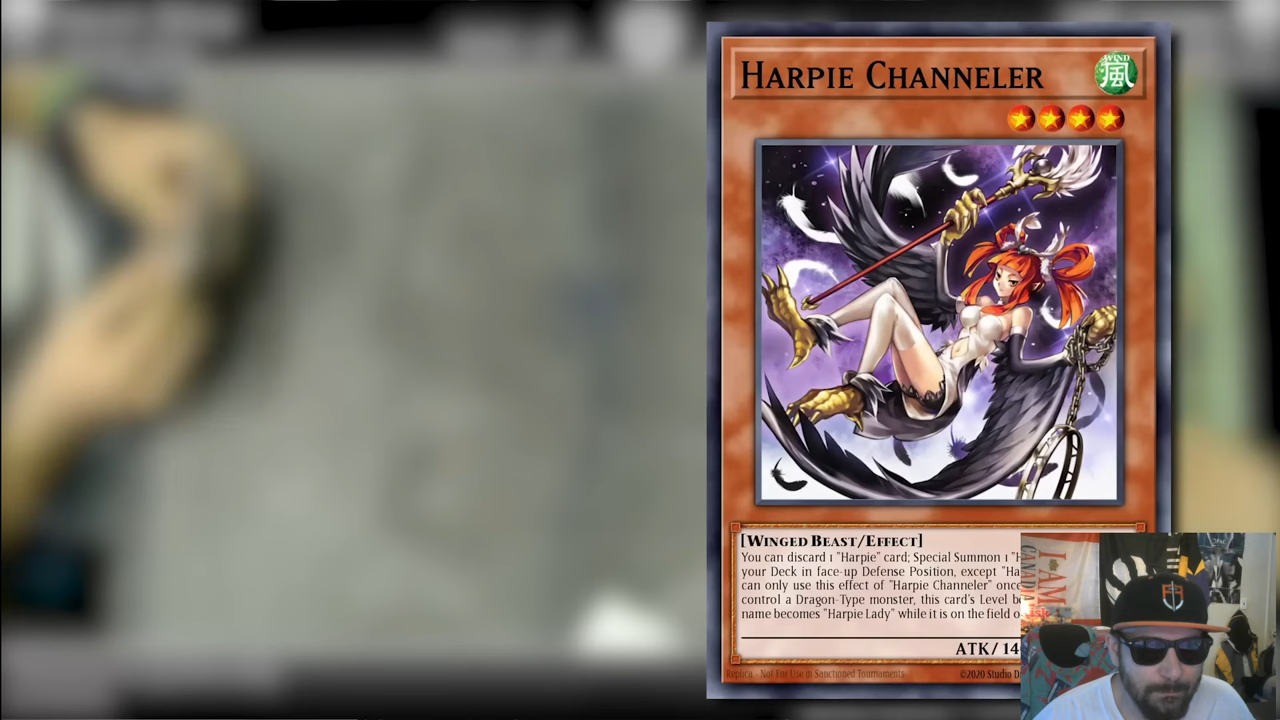 HARPIE CHANNELER
WIND
風
[WINGED BEAST/EFFECT]
You can discard 1 "Harpie" card; Special Summon 1 "H
your Deck in face-up Defense Position, except "Ha
can only use this effect of "Harpie Channeler" once
control a Dragon-Type monster, this card's Level be
name becomes "Harpie Lady" while it is on the field o
ATK/ 14
Replica - Not For Use in Sanctioned Tournaments
©2020 Studio D
I AM
CANADIA